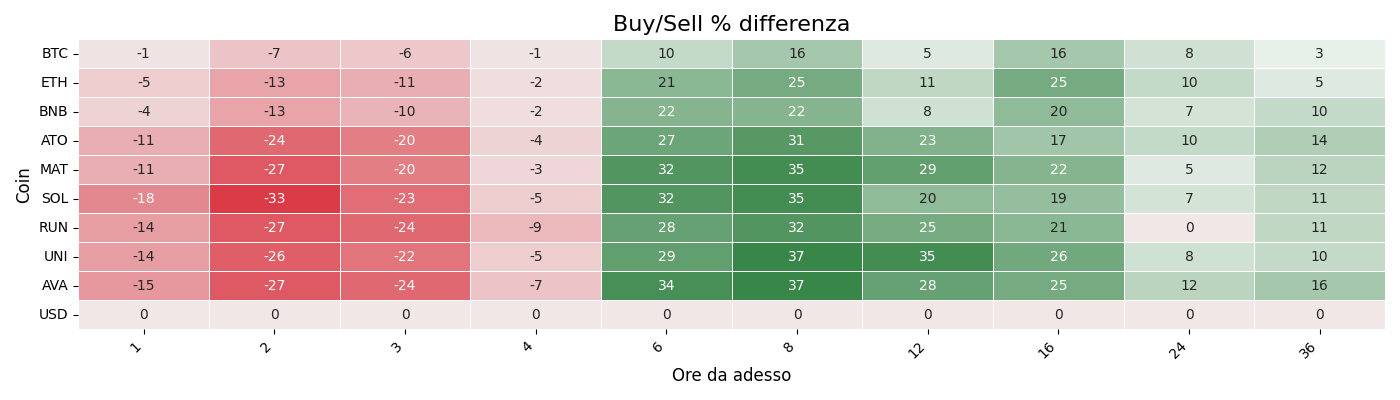 Buy/Sell % differenza
Coin
BTC -1 -7 -6 -1 10 16 5 16 8 3
ETH -5 -13 -11 -2 21 25 11 25 10 5
BNB -4 -13 -10 -2 22 22 8 20 7 10
ATO -11 -24 -20 -4 27 31 23 17 10 14
MAT -11 -27 -20 -3 32 35 29 22 5 12
SOL -18 -33 -23 -5 32 35 20 19 7 11
RUN -14 -27 -24 -9 28 32 25 21 0 11
UNI -14 -26 -22 -5 29 37 35 26 8 10
AVA -15 -27 -24 -7 34 37 28 25 12 16
USD 0 0 0 0 0 0 0 0 0 0
1 2 3 4 6 8 12 16 24 36
Ore da adesso